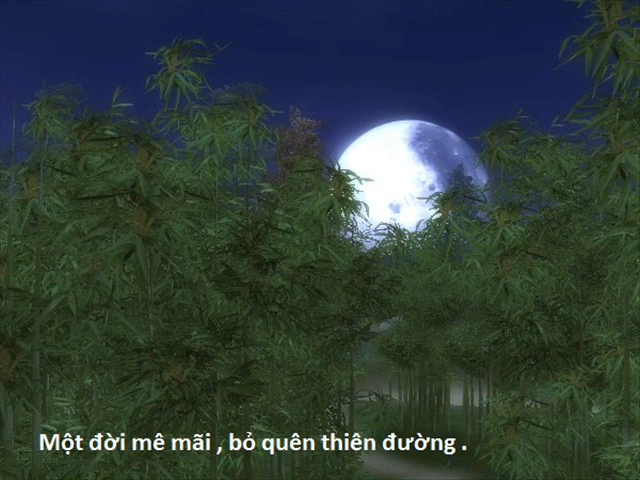 Một đời mê mãi , bỏ quên thiên đường .